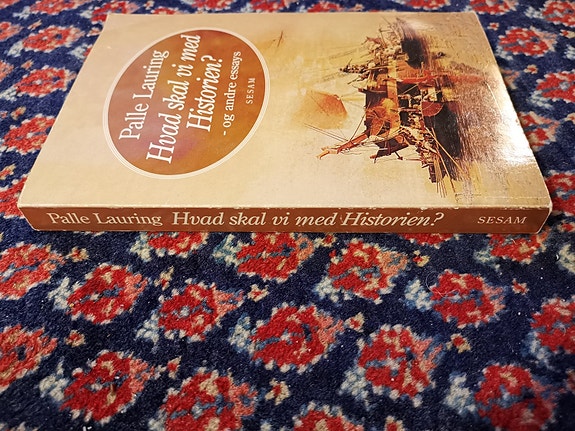 Palle Lauring
Hvad skal vi med
Historien?
- og andre essays
SESAM
Palle Lauring Hvad skal vi med Historien? SESAM